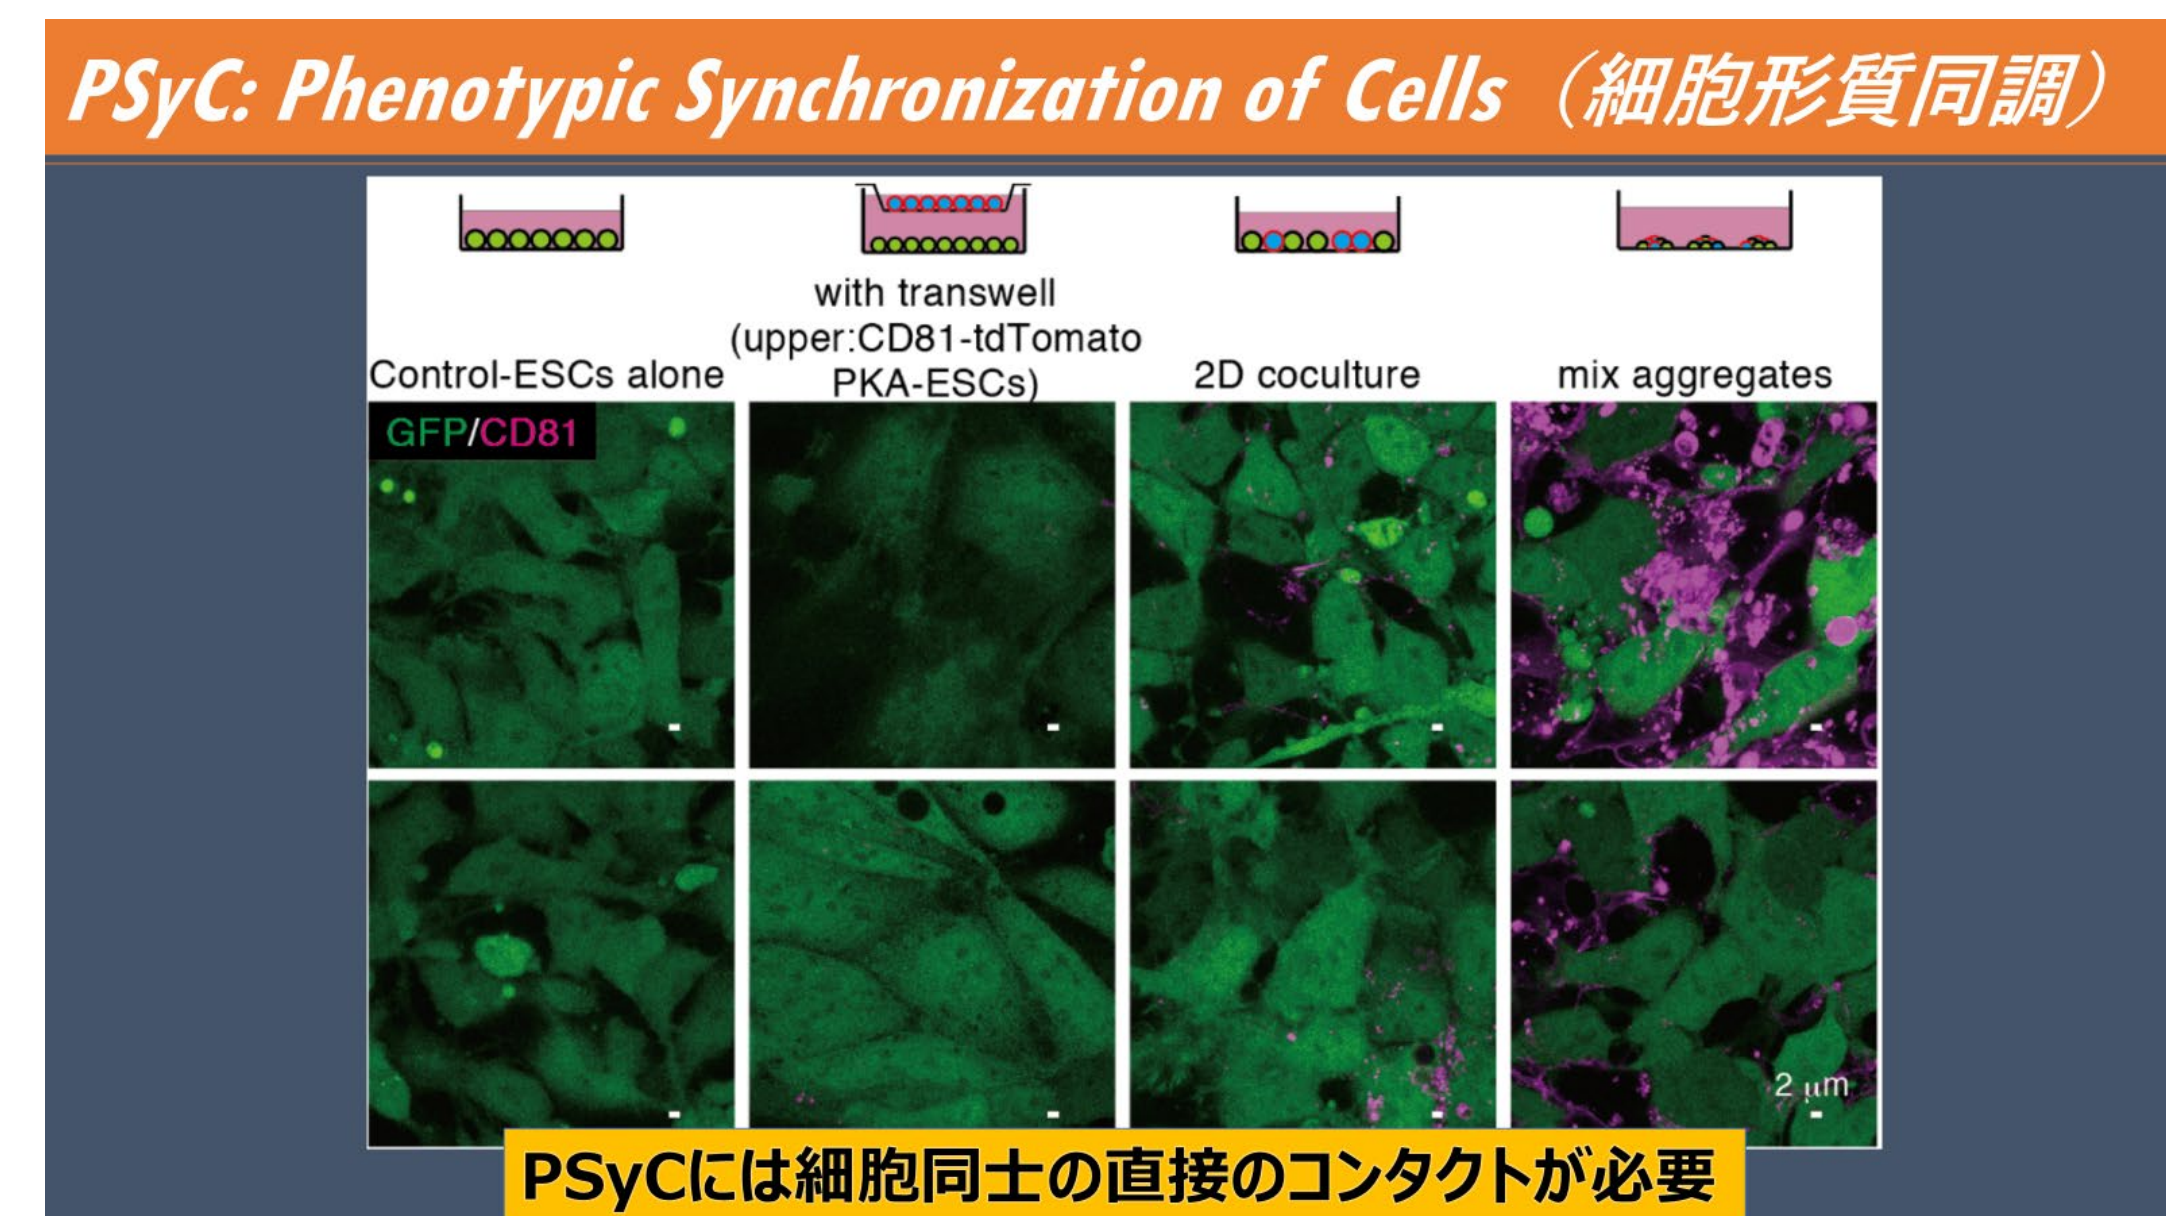 PSyC: Phenotypic Synchronization of Cells（細胞形質同調）
Control-ESCs alone
with transwell
(upper:CD81-tdTomato
PKA-ESCs)
2D coculture
mix aggregates
GFP/CD81
2 μm
PSyCには細胞同士の直接のコンタクトが必要